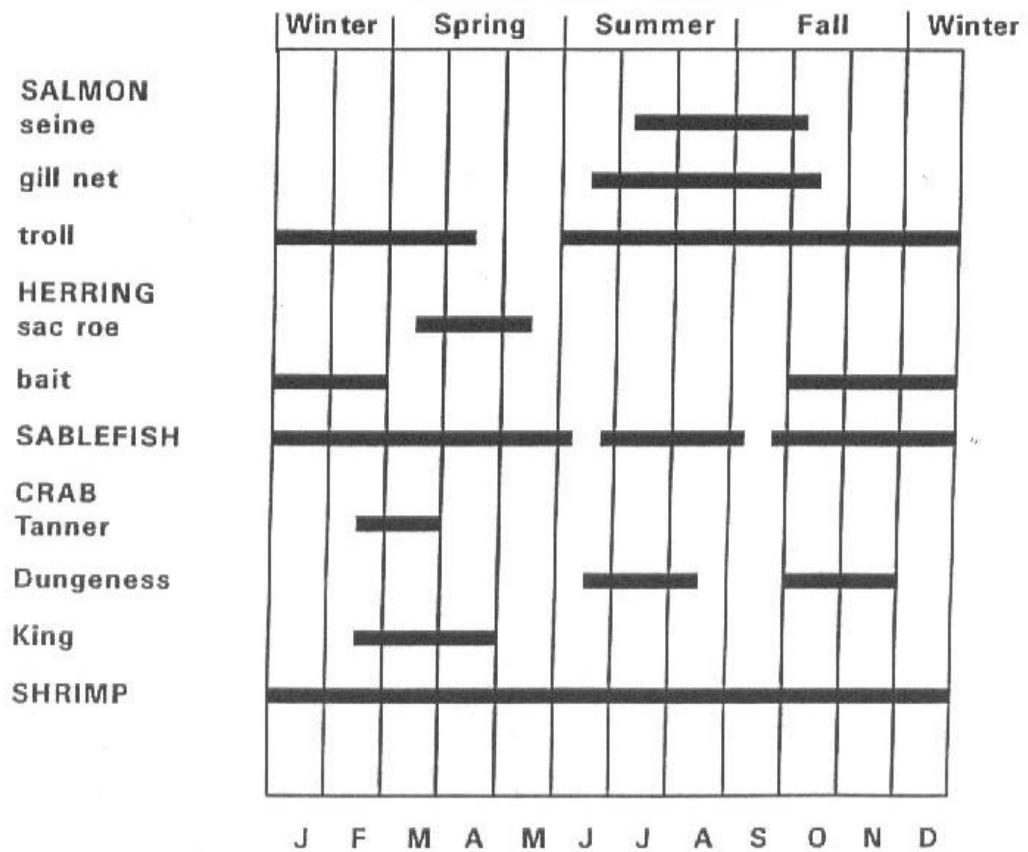 Winter Spring Summer Fall Winter
SALMON
seine
gill net
troll
HERRING
sac roe
bait
SABLEFISH
CRAB
Tanner
Dungeness
King
SHRIMP
J F M A M J J A S O N D